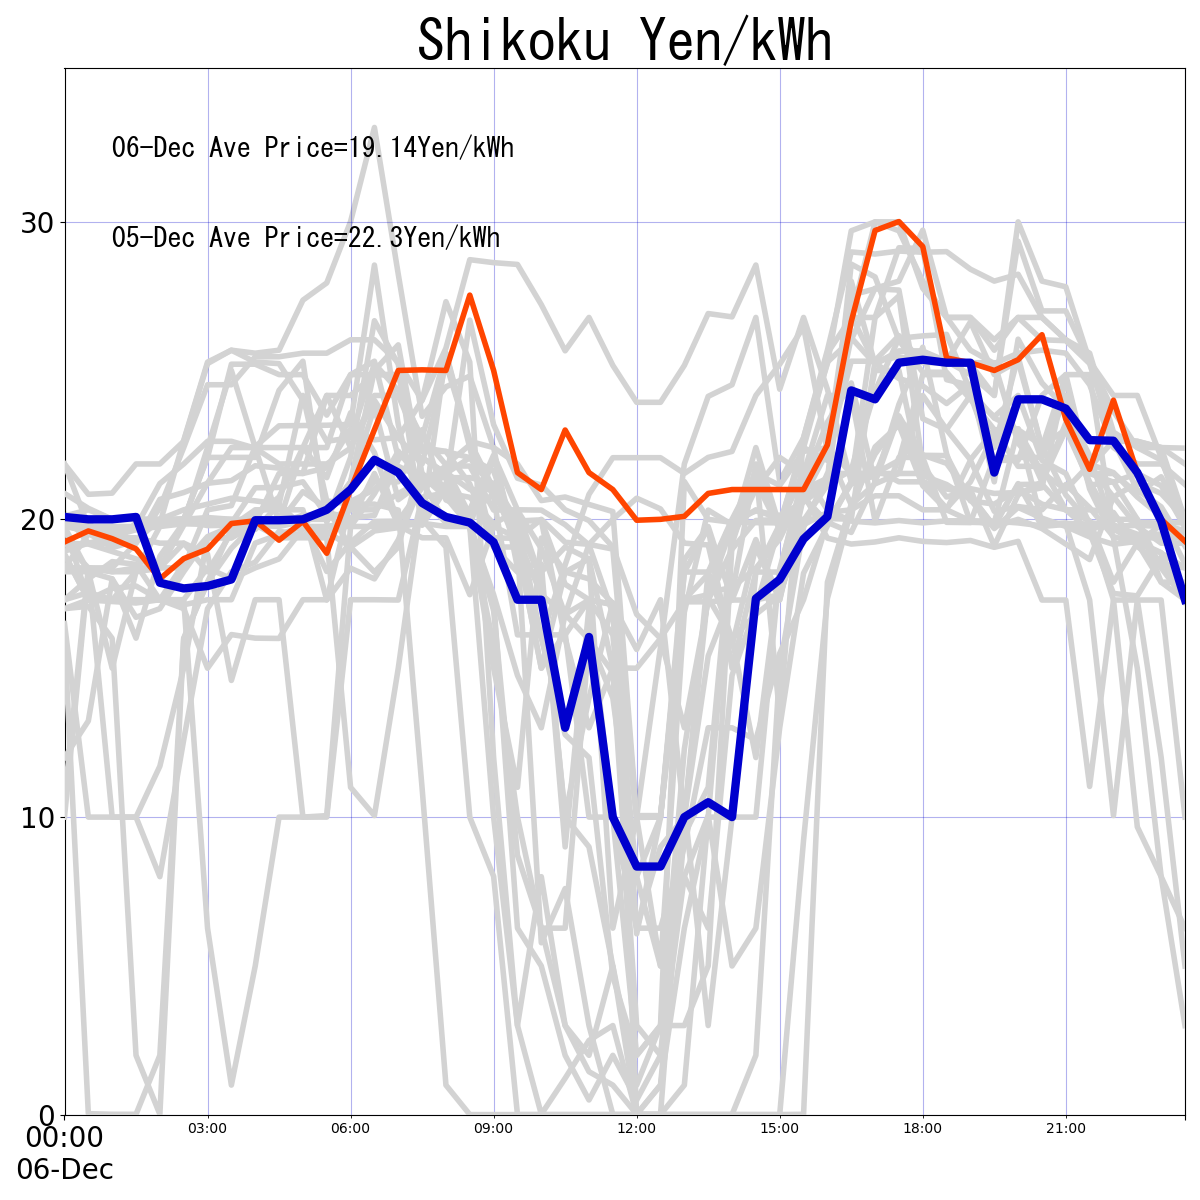 Shikoku Yen/kWh
06-Dec Ave Price=19.14Yen/kWh
30
05-Dec Ave Price=22.3Yen/kWh
20
10
0
00:00 03:00 06:00 09:00 12:00 15:00 18:00 21:00
06-Dec